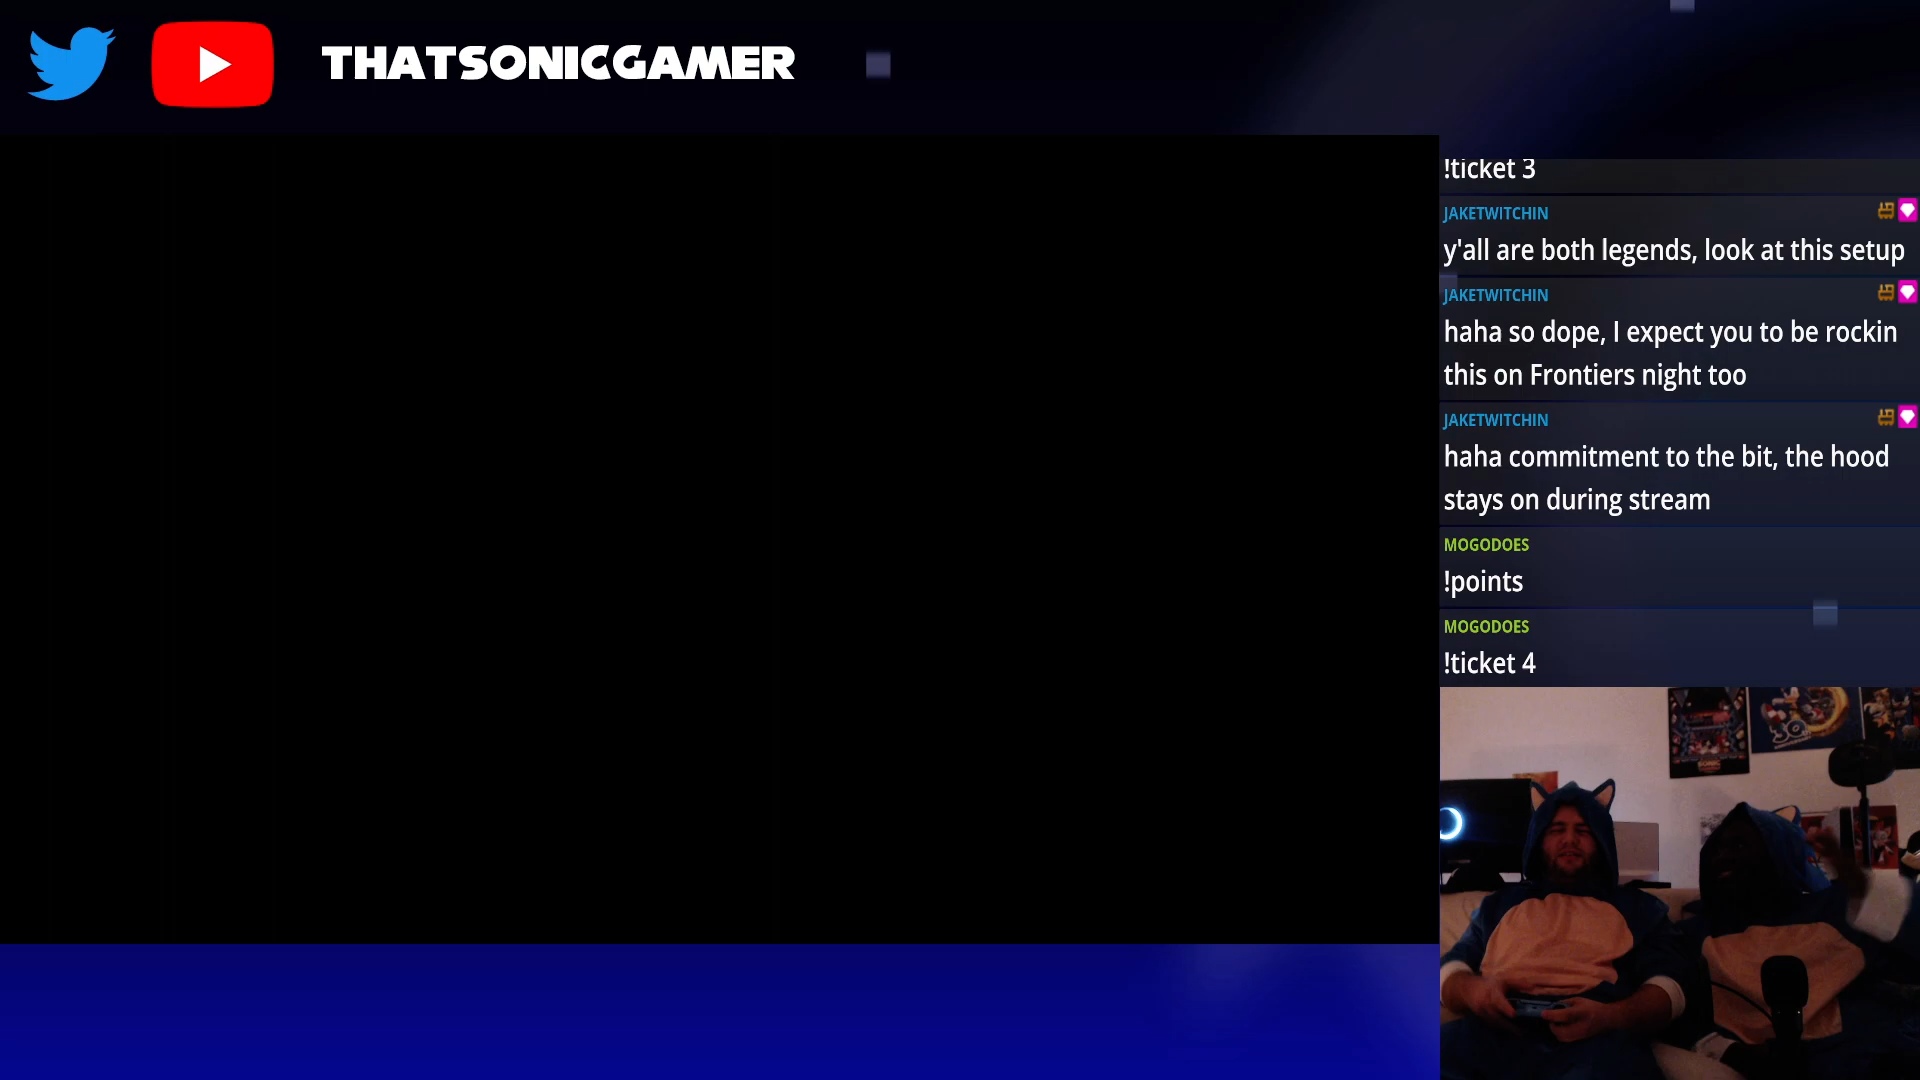 THATSONICGAMER
!ticket 3
JAKETWITCHIN
y'all are both legends, look at this setup
JAKETWITCHIN
haha so dope, I expect you to be rockin
this on Frontiers night too
JAKETWITCHIN
haha commitment to the bit, the hood
stays on during stream
MOGODOES
!points
MOGODOES
!ticket 4
30
SONIC